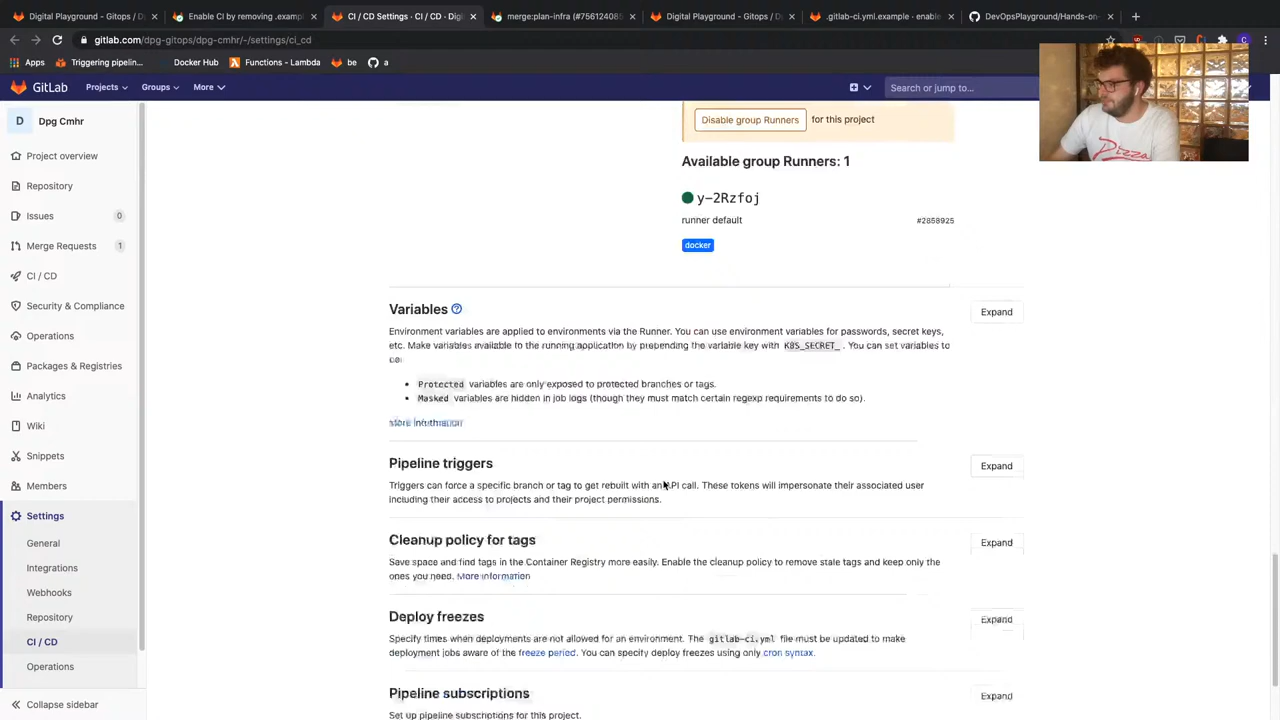 Digital Playground - Gitops / D
Enable CI by removing .exampl
CI / CD Settings · CI / CD · Digi
merge:plan-infra (#756124085
Digital Playground - Gitops / D
.gitlab-ci.yml.example · enable
DevOpsPlayground/Hands-on-
gitlab.com/dpg-gitops/dpg-cmhr/-/settings/ci_cd
Apps
Triggering pipelin...
Docker Hub
Functions - Lambda
be
a
GitLab
Projects
Groups
More
Search or jump to...
D
Dpg Cmhr
Project overview
Repository
Issues 0
Merge Requests 1
CI / CD
Security & Compliance
Operations
Packages & Registries
Analytics
Wiki
Snippets
Members
Settings
General
Integrations
Webhooks
Repository
CI / CD
Operations
Collapse sidebar
Disable group Runners for this project
Available group Runners: 1
y-2Rzfoj
runner default #2858925
docker
Variables
Expand
Environment variables are applied to environments via the Runner. You can use environment variables for passwords, secret keys,
etc. Make variables available to the running application by prepending the variable key with K8S_SECRET_ . You can set variables to
Protected variables are only exposed to protected branches or tags.
Masked variables are hidden in job logs (though they must match certain regexp requirements to do so).
More information
Pipeline triggers
Expand
Triggers can force a specific branch or tag to get rebuilt with an API call. These tokens will impersonate their associated user
including their access to projects and their project permissions.
Cleanup policy for tags
Expand
Save space and find tags in the Container Registry more easily. Enable the cleanup policy to remove stale tags and keep only the
ones you need. More information
Deploy freezes
Expand
Specify times when deployments are not allowed for an environment. The gitlab-ci.yml file must be updated to make
deployment jobs aware of the freeze period. You can specify deploy freezes using only cron syntax.
Pipeline subscriptions
Expand
Set up pipeline subscriptions for this project.